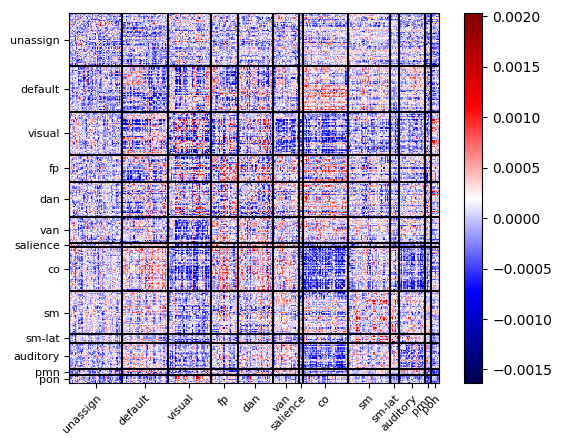 unassign
default
visual
fp
dan
van
salience
co
sm
sm-lat
auditory
pmn
pon
unassign
default
visual
fp
dan
van
salience
co
sm
sm-lat
auditory
pmn
pon
0.0020
0.0015
0.0010
0.0005
0.0000
−0.0005
−0.0010
−0.0015